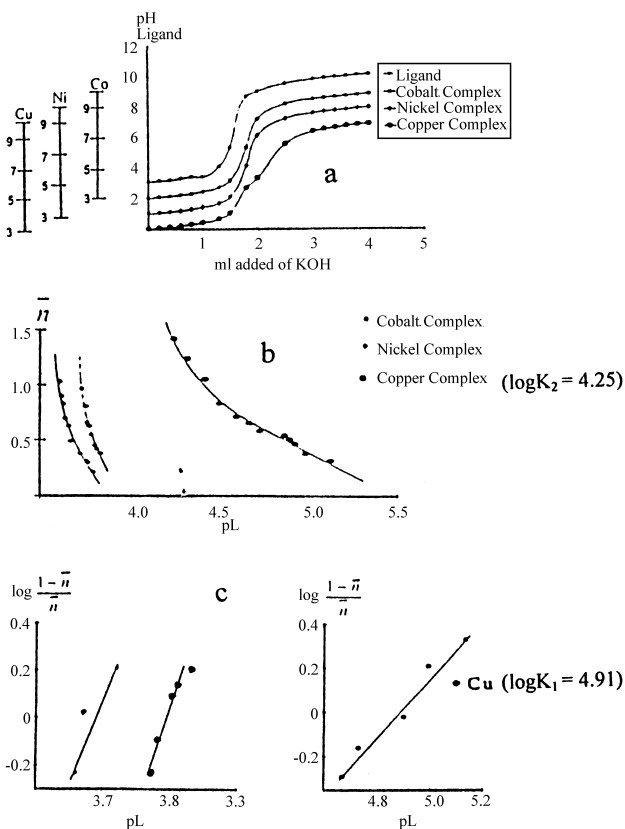 pH
Ligand
12
10
8
6
4
2
Cu
9
7
5
3
Ni
9
7
5
3
Co
9
7
5
3
1
2
3
4
5
ml added of KOH
Ligand
Cobalt Complex
Nickel Complex
Copper Complex
a
n̅
1.5
1.0
0.5
4.0
4.5
5.0
5.5
pL
b
Cobalt Complex
Nickel Complex
Copper Complex (logK₂ = 4.25)
c
log (1 - n̅)/n̅
0.4
0.2
0
-0.2
3.7
3.8
3.3
pL
log (1 - n̅)/n̅
0.4
0.2
0
-0.2
4.8
5.0
5.2
pL
Cu (logK₁ = 4.91)